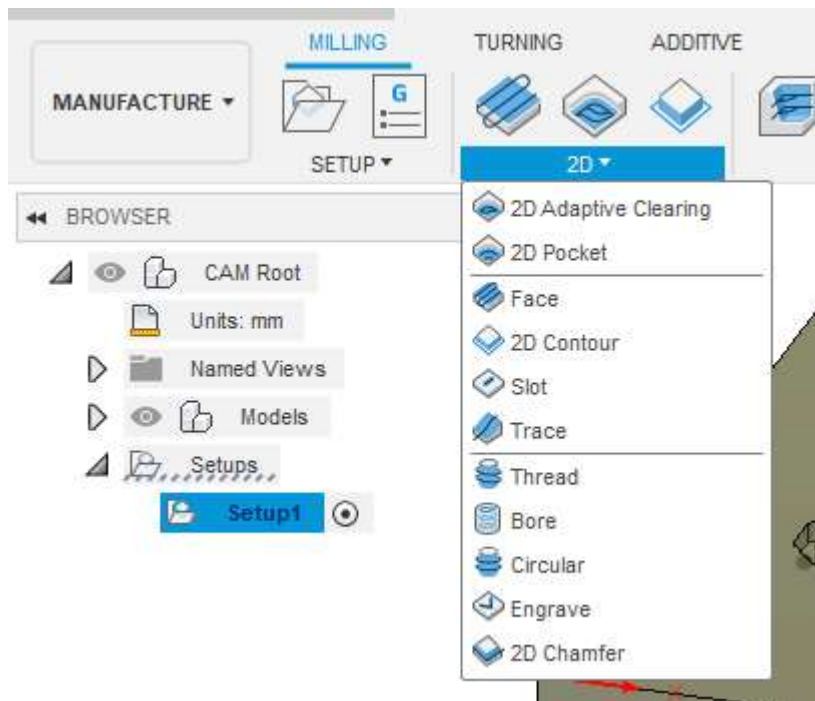 MILLING TURNING ADDITIVE
MANUFACTURE
G
SETUP 2D
BROWSER
2D Adaptive Clearing
2D Pocket
CAM Root
Face
Units: mm
2D Contour
Named Views
Slot
Models
Trace
Setups
Thread
Setup1
Bore
Circular
Engrave
2D Chamfer